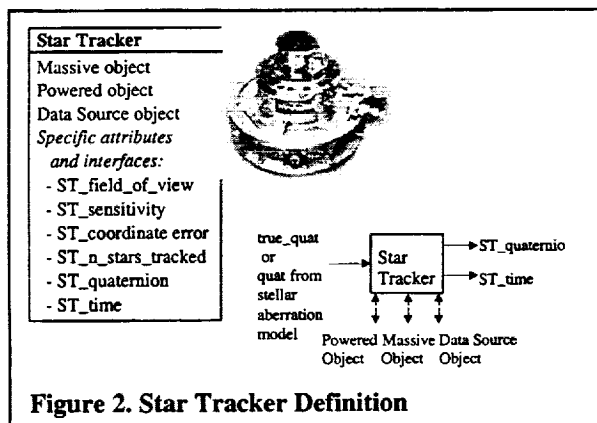 Star Tracker
Massive object
Powered object
Data Source object
Specific attributes
and interfaces:
- ST_field_of_view
- ST_sensitivity
- ST_coordinate error
- ST_n_stars_tracked
- ST_quaternion
- ST_time
true_quat
or
quat from
stellar
aberration
model
Star
Tracker
ST_quaternio
ST_time
Powered Massive Data Source
Object Object Object
Figure 2. Star Tracker Definition